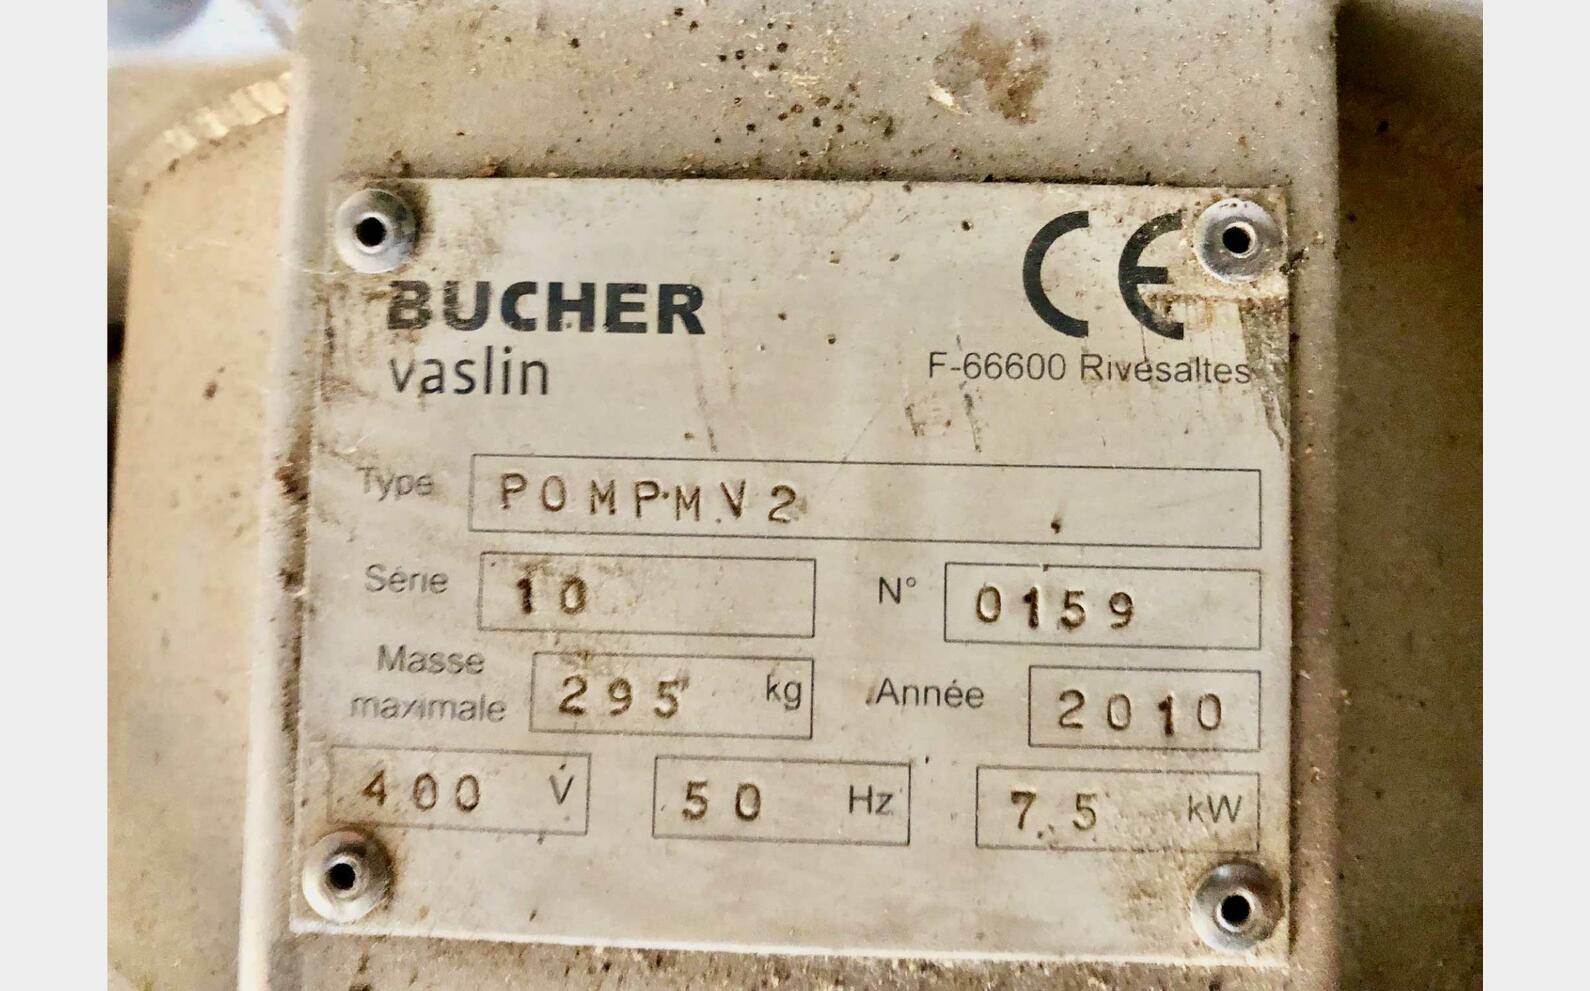 CE
BUCHER
vaslin
F-66600 Rivesaltes
Type POMPMV2
Série 10 N° 0159
Masse maximale 295 kg Année 2010
400 V 50 Hz 7.5 kW